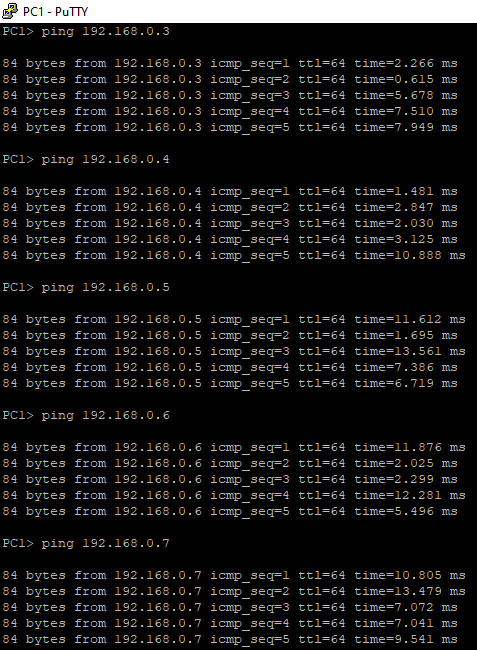 PC1 - PuTTY
PC1> ping 192.168.0.3
84 bytes from 192.168.0.3 icmp_seq=1 ttl=64 time=2.266 ms
84 bytes from 192.168.0.3 icmp_seq=2 ttl=64 time=0.615 ms
84 bytes from 192.168.0.3 icmp_seq=3 ttl=64 time=5.678 ms
84 bytes from 192.168.0.3 icmp_seq=4 ttl=64 time=7.510 ms
84 bytes from 192.168.0.3 icmp_seq=5 ttl=64 time=7.949 ms
PC1> ping 192.168.0.4
84 bytes from 192.168.0.4 icmp_seq=1 ttl=64 time=1.481 ms
84 bytes from 192.168.0.4 icmp_seq=2 ttl=64 time=2.847 ms
84 bytes from 192.168.0.4 icmp_seq=3 ttl=64 time=2.030 ms
84 bytes from 192.168.0.4 icmp_seq=4 ttl=64 time=3.125 ms
84 bytes from 192.168.0.4 icmp_seq=5 ttl=64 time=10.888 ms
PC1> ping 192.168.0.5
84 bytes from 192.168.0.5 icmp_seq=1 ttl=64 time=11.612 ms
84 bytes from 192.168.0.5 icmp_seq=2 ttl=64 time=1.695 ms
84 bytes from 192.168.0.5 icmp_seq=3 ttl=64 time=13.561 ms
84 bytes from 192.168.0.5 icmp_seq=4 ttl=64 time=7.386 ms
84 bytes from 192.168.0.5 icmp_seq=5 ttl=64 time=6.719 ms
PC1> ping 192.168.0.6
84 bytes from 192.168.0.6 icmp_seq=1 ttl=64 time=11.876 ms
84 bytes from 192.168.0.6 icmp_seq=2 ttl=64 time=2.025 ms
84 bytes from 192.168.0.6 icmp_seq=3 ttl=64 time=2.299 ms
84 bytes from 192.168.0.6 icmp_seq=4 ttl=64 time=12.281 ms
84 bytes from 192.168.0.6 icmp_seq=5 ttl=64 time=5.496 ms
PC1> ping 192.168.0.7
84 bytes from 192.168.0.7 icmp_seq=1 ttl=64 time=10.805 ms
84 bytes from 192.168.0.7 icmp_seq=2 ttl=64 time=13.479 ms
84 bytes from 192.168.0.7 icmp_seq=3 ttl=64 time=7.072 ms
84 bytes from 192.168.0.7 icmp_seq=4 ttl=64 time=7.041 ms
84 bytes from 192.168.0.7 icmp_seq=5 ttl=64 time=9.541 ms